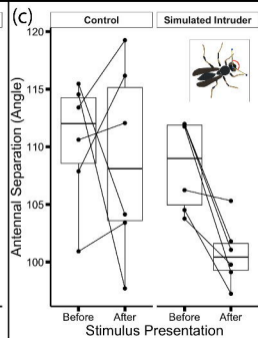 (c)
Control
Simulated Intruder
Antennal Separation (Angle)
120
115
110
105
100
Before
After
Before
After
Stimulus Presentation